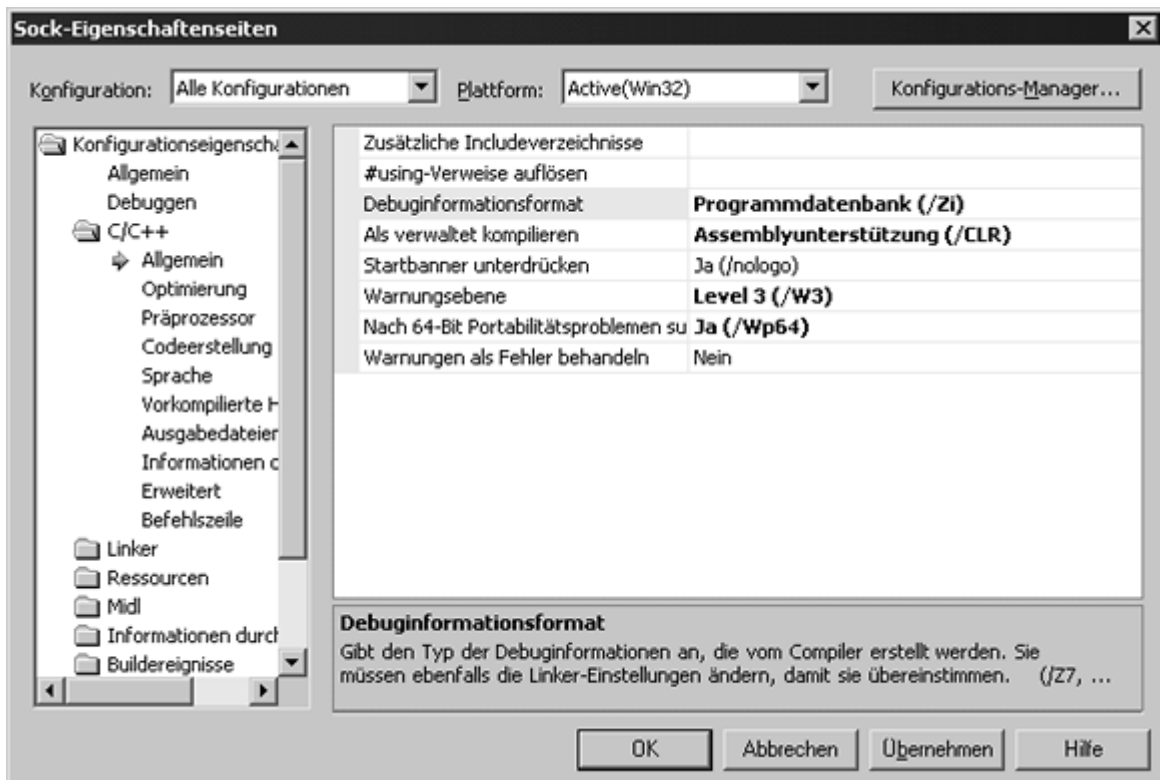 Sock-Eigenschaftenseiten
Konfiguration: Alle Konfigurationen Plattform: Active(Win32) Konfigurations-Manager...
Konfigurationseigenscha
Allgemein
Debuggen
C/C++
Allgemein
Optimierung
Präprozessor
Codeerstellung
Sprache
Vorkompilierte H
Ausgabedateien
Informationen d
Erweitert
Befehlszeile
Linker
Ressourcen
Midl
Informationen durch
Buildereignisse
Zusätzliche Includeverzeichnisse
#using-Verweise auflösen
Debuginformationsformat Programmdatenbank (/Zi)
Als verwaltet kompilieren Assemblyunterstützung (/CLR)
Startbanner unterdrücken Ja (/nologo)
Warnungsebene Level 3 (/W3)
Nach 64-Bit Portabilitätsproblemen su Ja (/Wp64)
Warnungen als Fehler behandeln Nein
Debuginformationsformat
Gibt den Typ der Debuginformationen an, die vom Compiler erstellt werden. Sie
müssen ebenfalls die Linker-Einstellungen ändern, damit sie übereinstimmen. (/Z7, ...
OK Abbrechen Übernehmen Hilfe